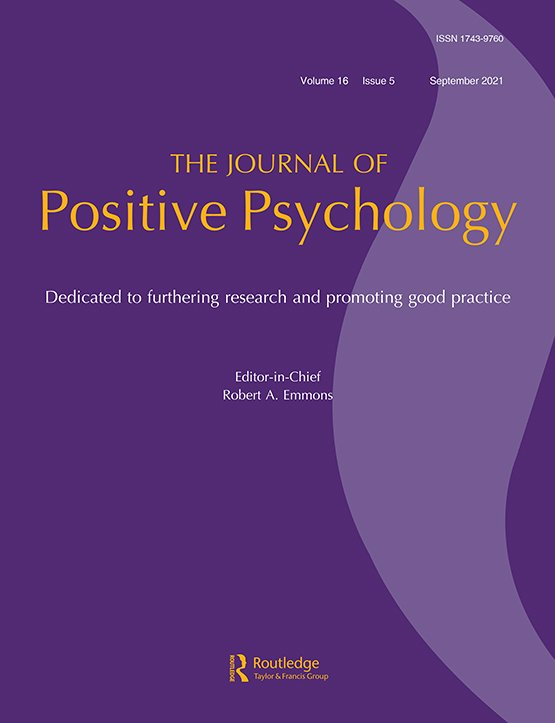 ISSN 1743-9760
Volume 16 Issue 5 September 2021
THE JOURNAL OF
Positive Psychology
Dedicated to furthering research and promoting good practice
Editor-in-Chief
Robert A. Emmons
ROUTLEDGE
Routledge
Taylor & Francis Group